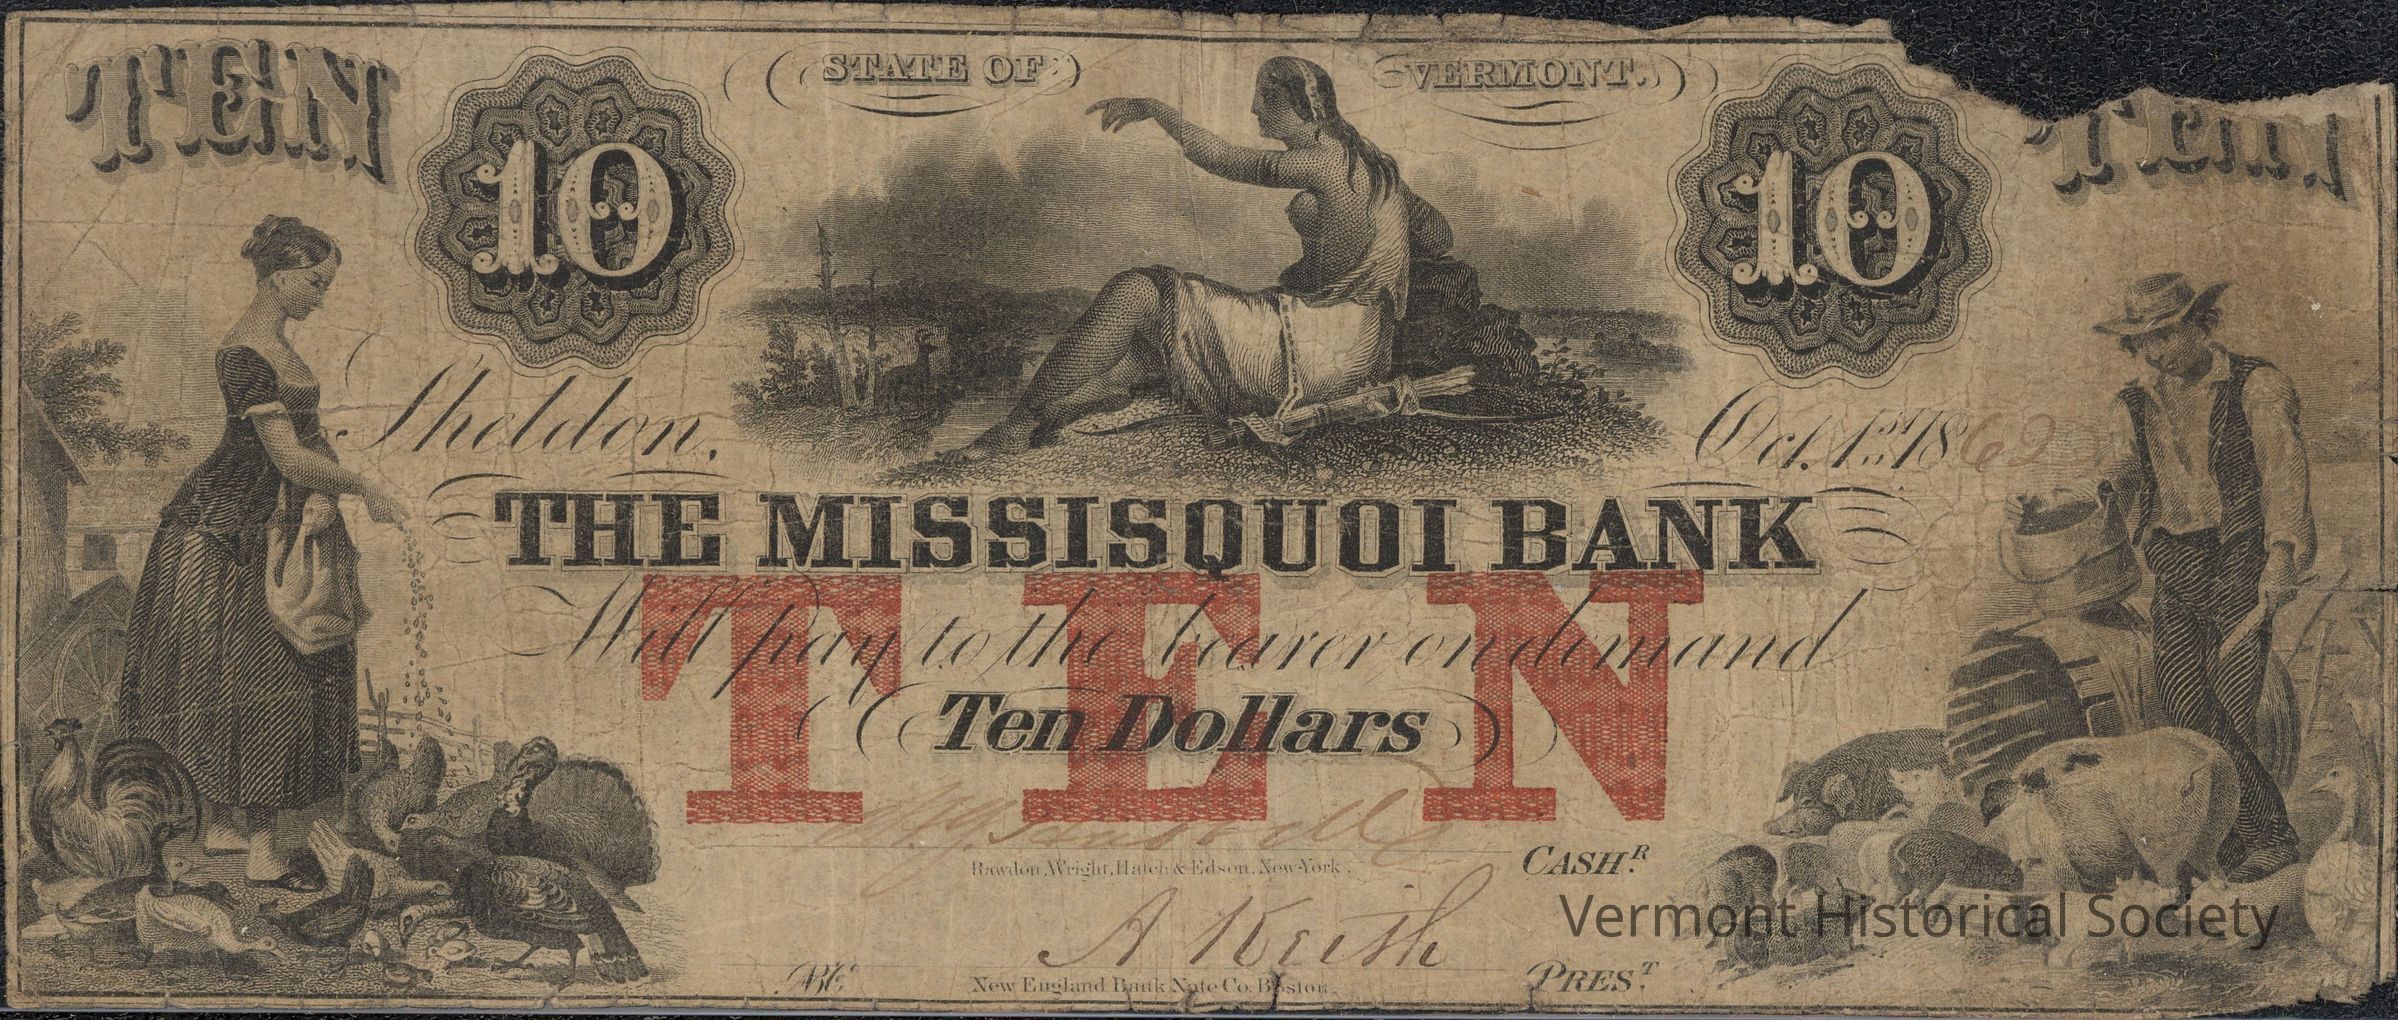 TEN
10
STATE OF VERMONT.
10
TEN
Sheldon, Oct. 1st 1862
THE MISSISQUOI BANK
TEN
Will pay to the bearer on demand
Ten Dollars
CASH.R
Rawdon, Wright, Hatch & Edson, New-York.
A Keith
PRES.T
New England Bank Note Co. Boston.
Vermont Historical Society